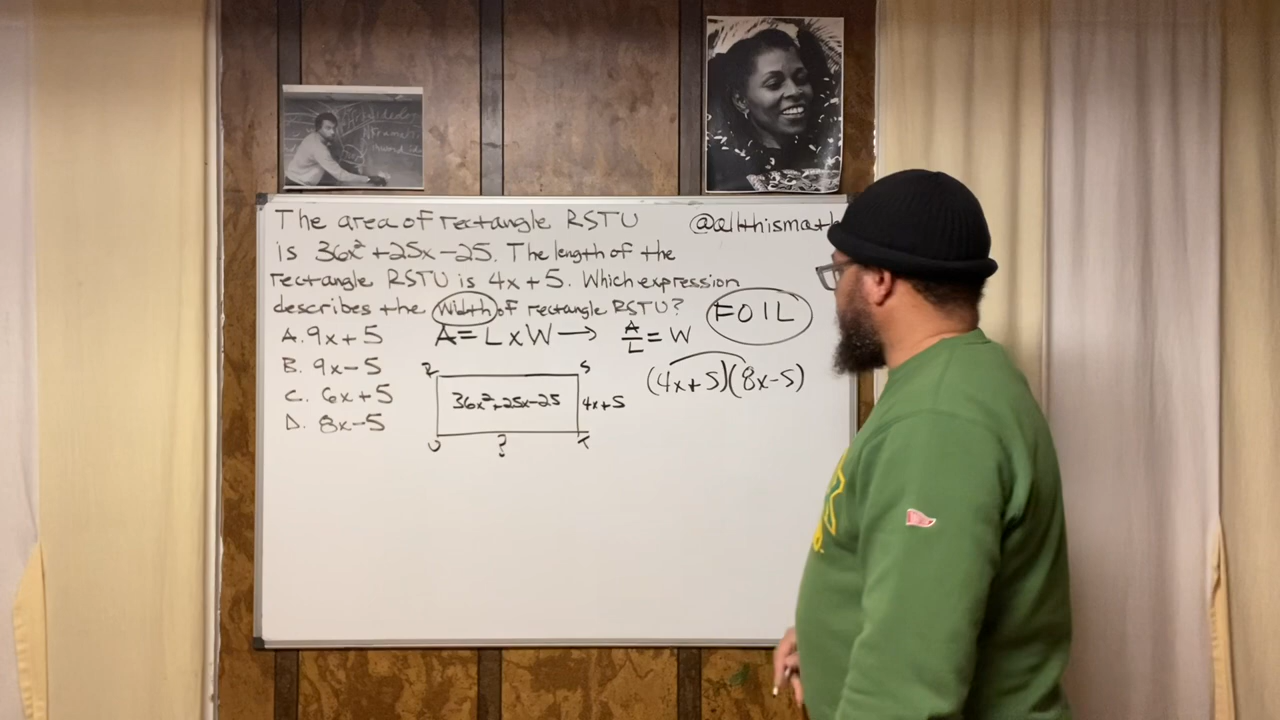 The area of rectangle RSTU
@allthismath
is 36x² + 25x - 25. The length of the
rectangle RSTU is 4x + 5. Which expression
describes the width of rectangle RSTU?
FOIL
A. 9x + 5
A = L x W → A/L = W
B. 9x - 5
C. 6x + 5
D. 8x - 5
R S
36x² + 25x - 25
4x + 5
U ? T
(4x + 5)(8x - 5)